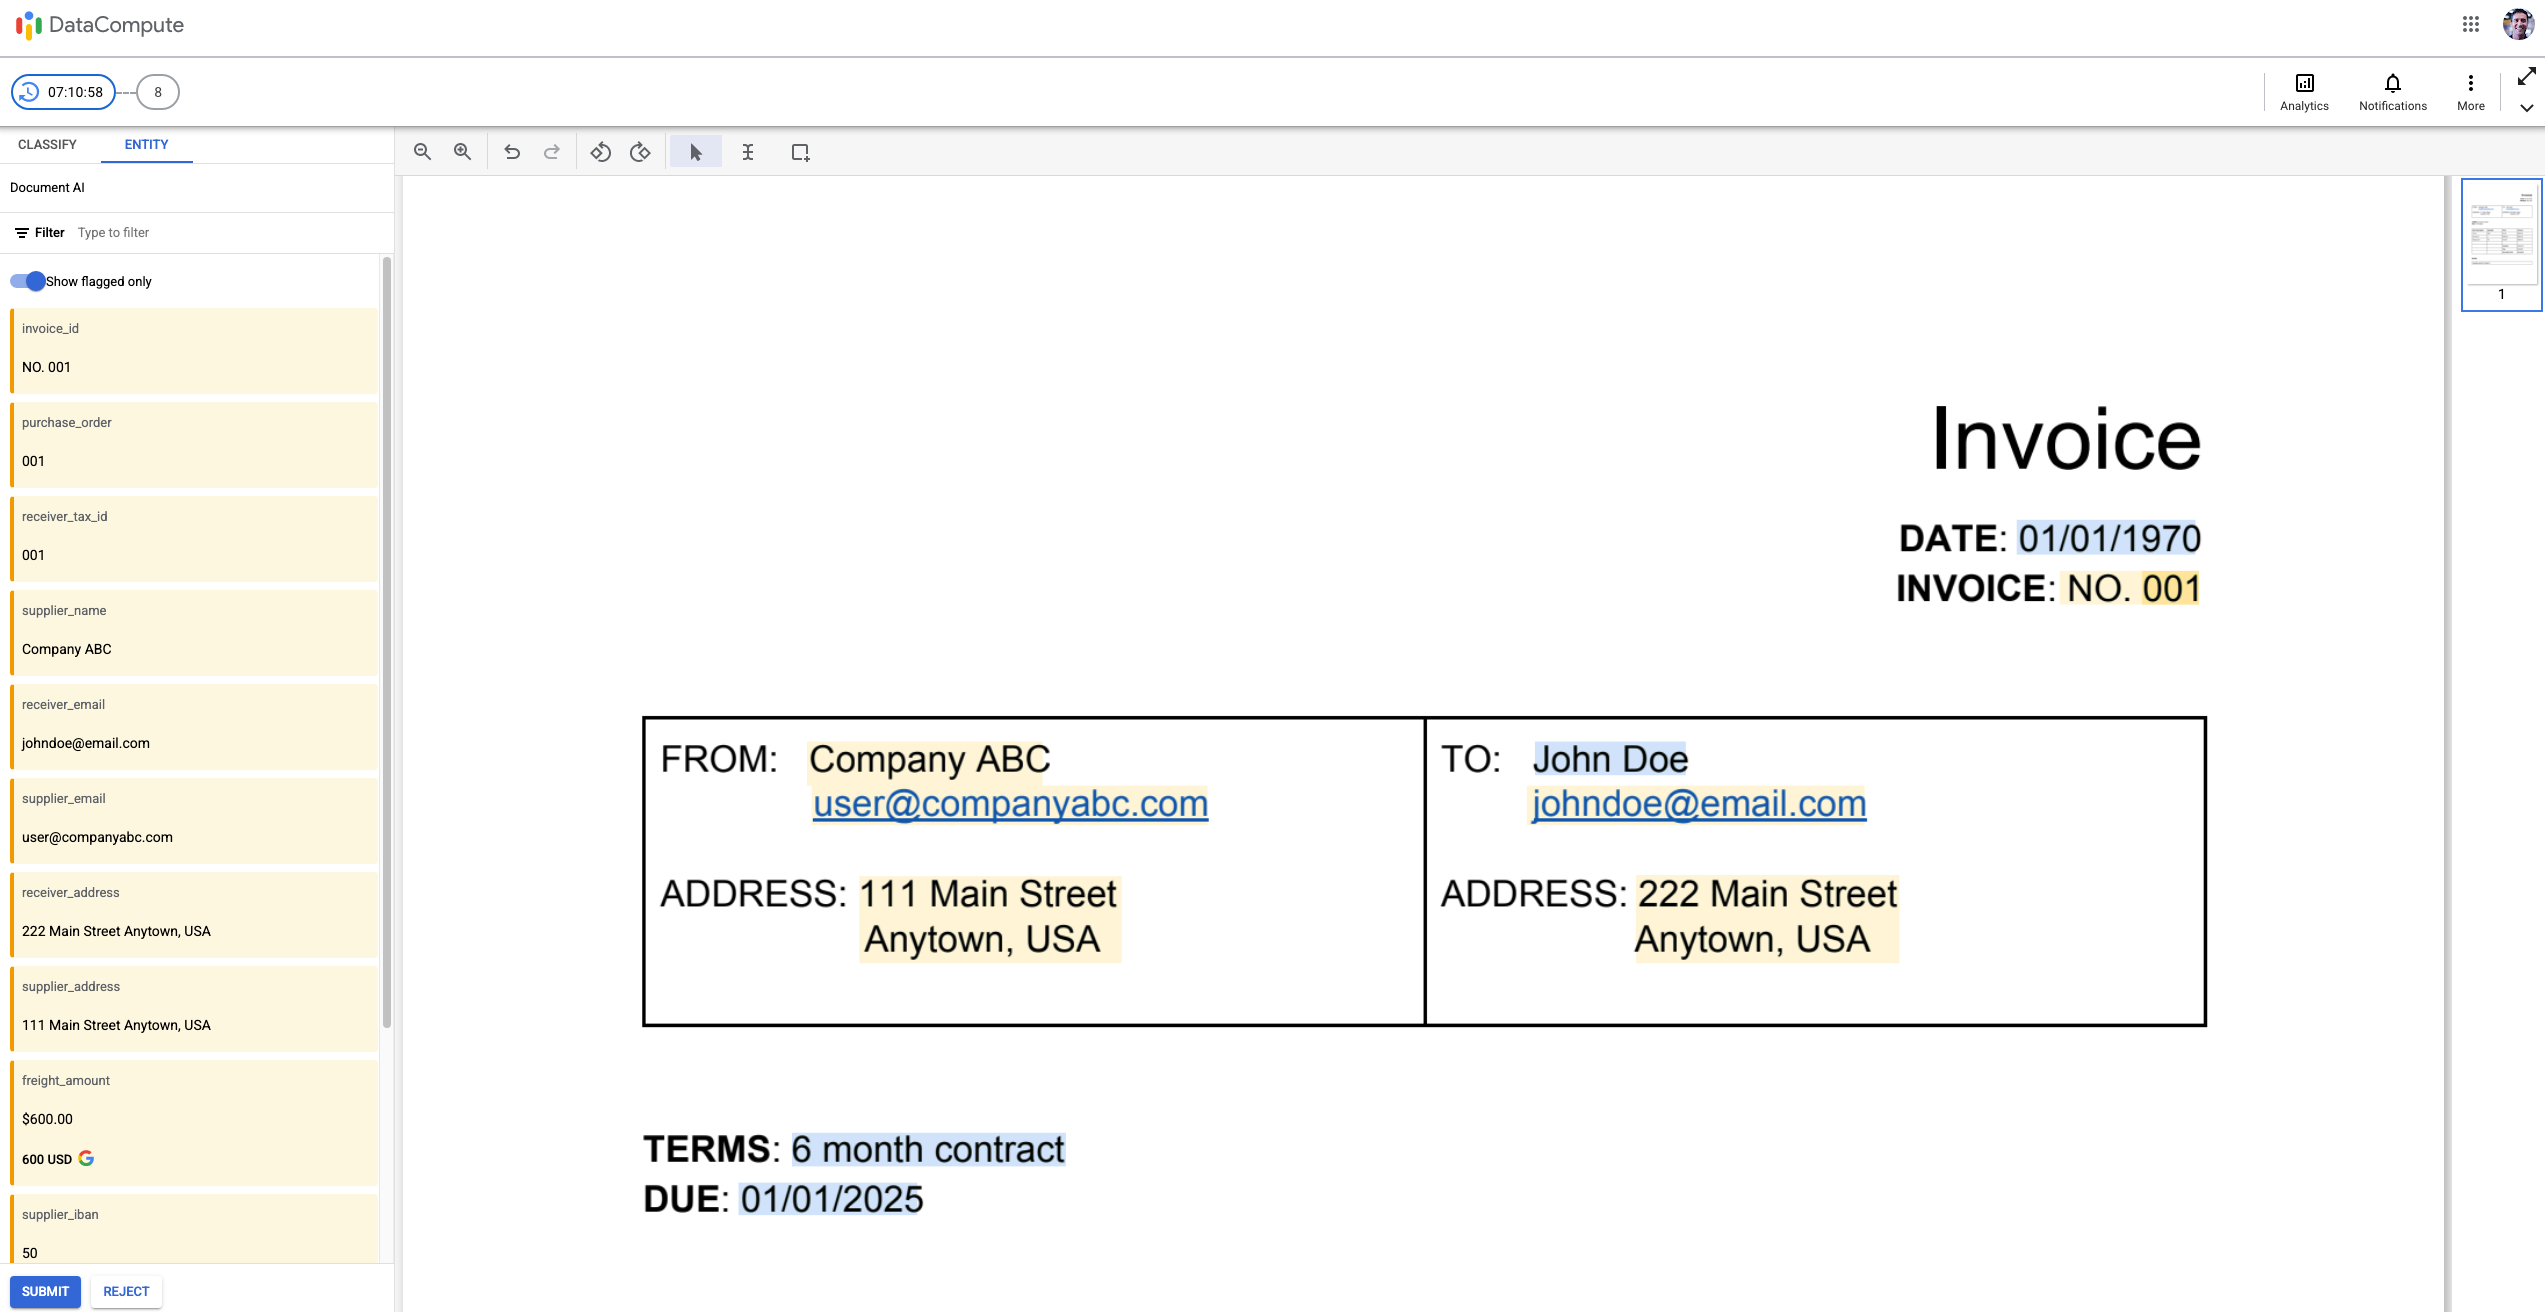 DataCompute
07:10:58
8
Analytics
Notifications
More
CLASSIFY
ENTITY
Document AI
Filter
Type to filter
Show flagged only
invoice_id
NO. 001
purchase_order
001
receiver_tax_id
001
supplier_name
Company ABC
receiver_email
johndoe@email.com
supplier_email
user@companyabc.com
receiver_address
222 Main Street Anytown, USA
supplier_address
111 Main Street Anytown, USA
freight_amount
$600.00
600 USD
supplier_iban
50
SUBMIT
REJECT
Invoice
DATE: 01/01/1970
INVOICE: NO. 001
FROM: Company ABC
user@companyabc.com
ADDRESS: 111 Main Street
Anytown, USA
TO: John Doe
johndoe@email.com
ADDRESS: 222 Main Street
Anytown, USA
TERMS: 6 month contract
DUE: 01/01/2025
1